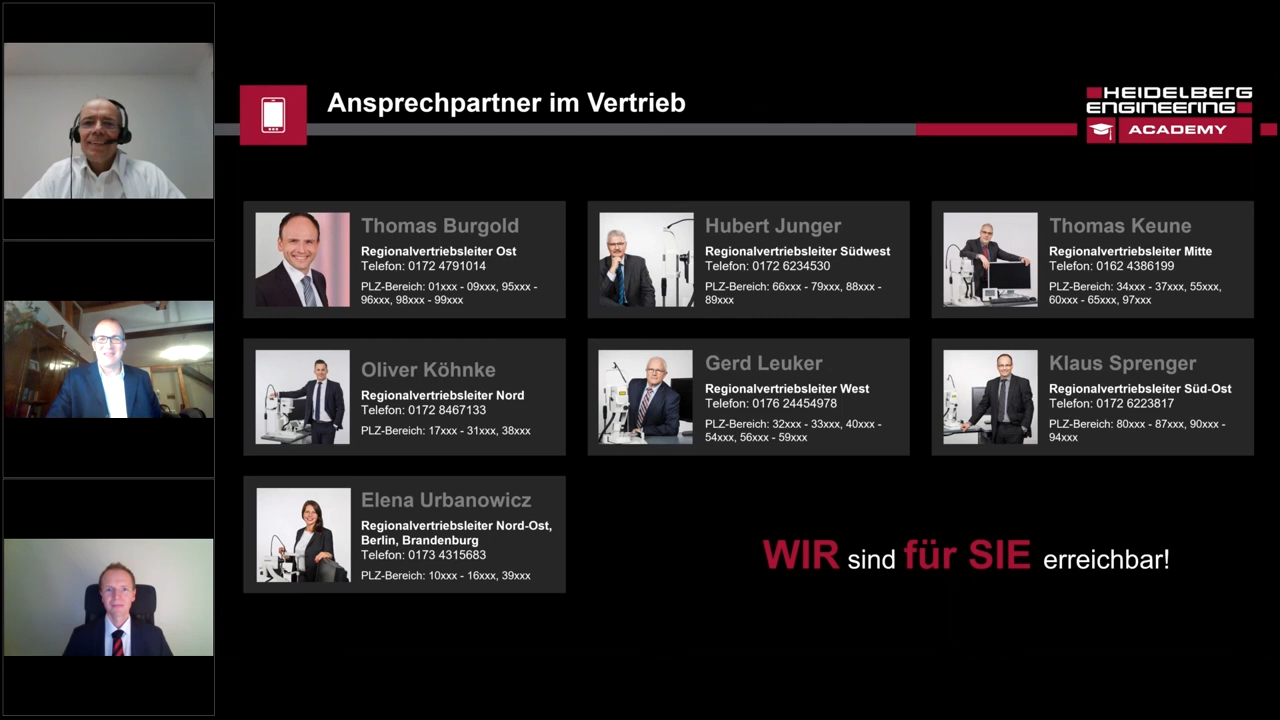 Ansprechpartner im Vertrieb
HEIDELBERG
ENGINEERING
ACADEMY
Thomas Burgold
Regionalvertriebsleiter Ost
Telefon: 0172 4791014
PLZ-Bereich: 01xxx - 09xxx, 95xxx -
96xxx, 98xxx - 99xxx
Hubert Junger
Regionalvertriebsleiter Südwest
Telefon: 0172 6234530
PLZ-Bereich: 66xxx - 79xxx, 88xxx -
89xxx
Thomas Keune
Regionalvertriebsleiter Mitte
Telefon: 0162 4386199
PLZ-Bereich: 34xxx - 37xxx, 55xxx,
60xxx - 65xxx, 97xxx
Oliver Köhnke
Regionalvertriebsleiter Nord
Telefon: 0172 8467133
PLZ-Bereich: 17xxx - 31xxx, 38xxx
Gerd Leuker
Regionalvertriebsleiter West
Telefon: 0176 24454978
PLZ-Bereich: 32xxx - 33xxx, 40xxx -
54xxx, 56xxx - 59xxx
Klaus Sprenger
Regionalvertriebsleiter Süd-Ost
Telefon: 0172 6223817
PLZ-Bereich: 80xxx - 87xxx, 90xxx -
94xxx
Elena Urbanowicz
Regionalvertriebsleiter Nord-Ost,
Berlin, Brandenburg
Telefon: 0173 4315683
PLZ-Bereich: 10xxx - 16xxx, 39xxx
WIR sind für SIE erreichbar!